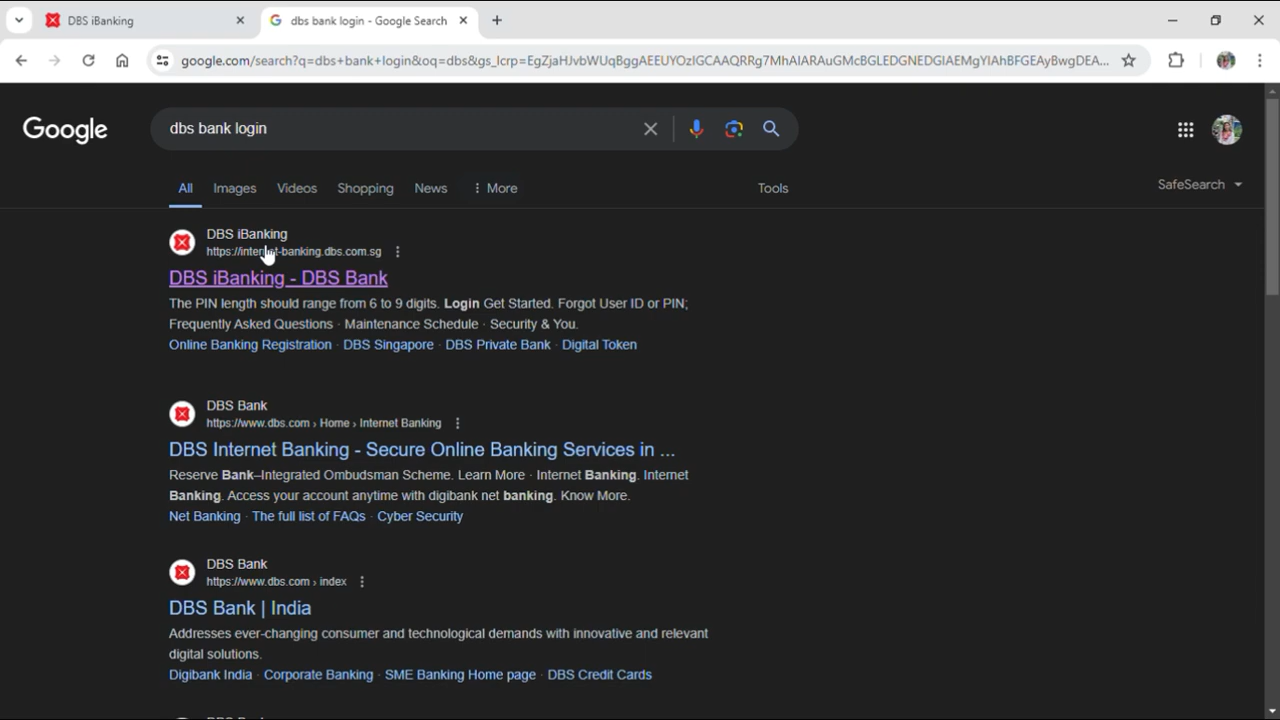 DBS iBanking
dbs bank login - Google Search
google.com/search?q=dbs+bank+login&oq=dbs&gs_lcrp=
Google
dbs bank login
All Images Videos Shopping News More Tools SafeSearch
DBS iBanking
https://internet-banking.dbs.com.sg
DBS iBanking - DBS Bank
The PIN length should range from 6 to 9 digits. Login Get Started. Forgot User ID or PIN;
Frequently Asked Questions · Maintenance Schedule · Security & You.
Online Banking Registration · DBS Singapore · DBS Private Bank · Digital Token
DBS Bank
https://www.dbs.com › Home › Internet Banking
DBS Internet Banking - Secure Online Banking Services in ...
Reserve Bank–Integrated Ombudsman Scheme. Learn More · Internet Banking. Internet
Banking. Access your account anytime with digibank net banking. Know More.
Net Banking · The full list of FAQs · Cyber Security
DBS Bank
https://www.dbs.com › index
DBS Bank | India
Addresses ever-changing consumer and technological demands with innovative and relevant
digital solutions.
Digibank India · Corporate Banking · SME Banking Home page · DBS Credit Cards